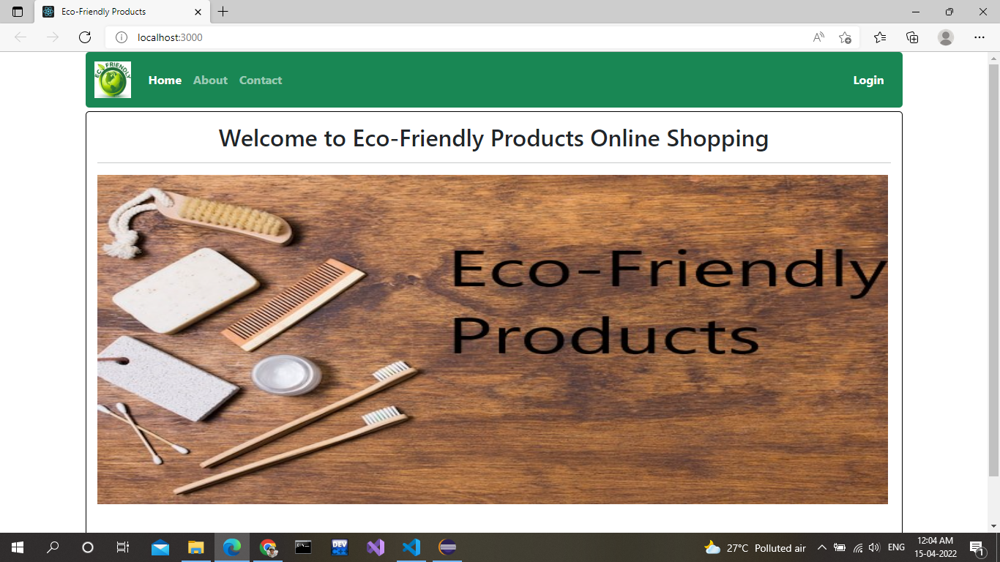 Eco-Friendly Products
localhost:3000
ECO FRIENDLY
Home About Contact Login
Welcome to Eco-Friendly Products Online Shopping
Eco-Friendly
Products
DEV
27°C Polluted air ENG 12:04 AM
15-04-2022
1